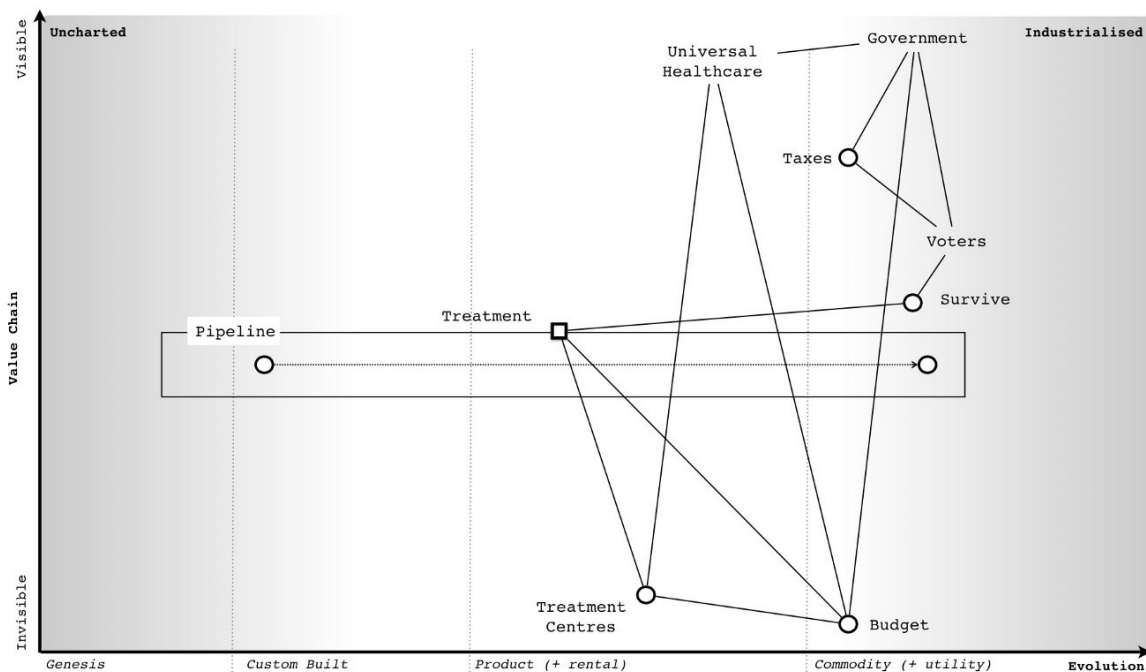 Uncharted
Industrialised
Visible
Universal
Healthcare
Government
Taxes
Voters
Survive
Treatment
Pipeline
Value Chain
Treatment
Centres
Budget
Invisible
Genesis
Custom Built
Product (+ rental)
Commodity (+ utility)
Evolution